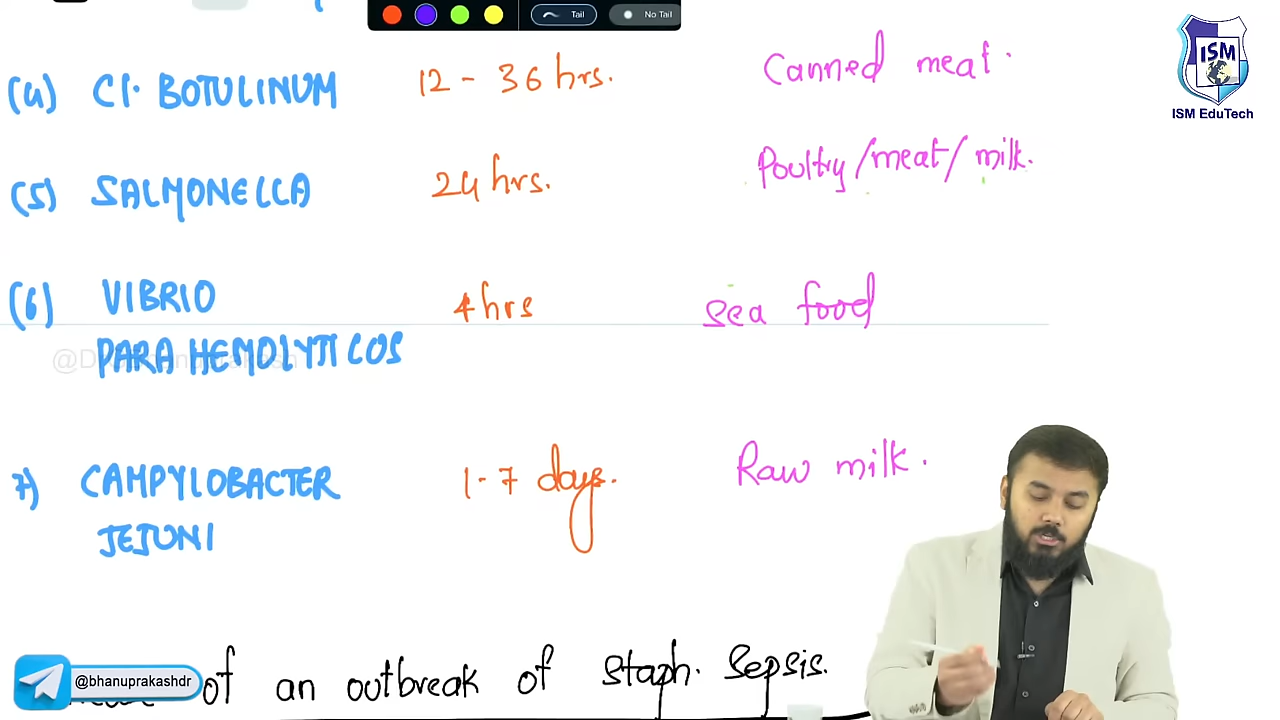 Tail
No Tail
ISM
ISM EduTech
(4) Cl. BOTULINUM 12 - 36 hrs. Canned meat.
(5) SALMONELLA 24 hrs. Poultry/meat/milk.
(6) VIBRIO 4 hrs sea food
PARA HEMOLYTICOS
7) CAMPYLOBACTER 1-7 days. Raw milk.
JEJUNI
of an outbreak of staph. sepsis.
@bhanuprakashdr